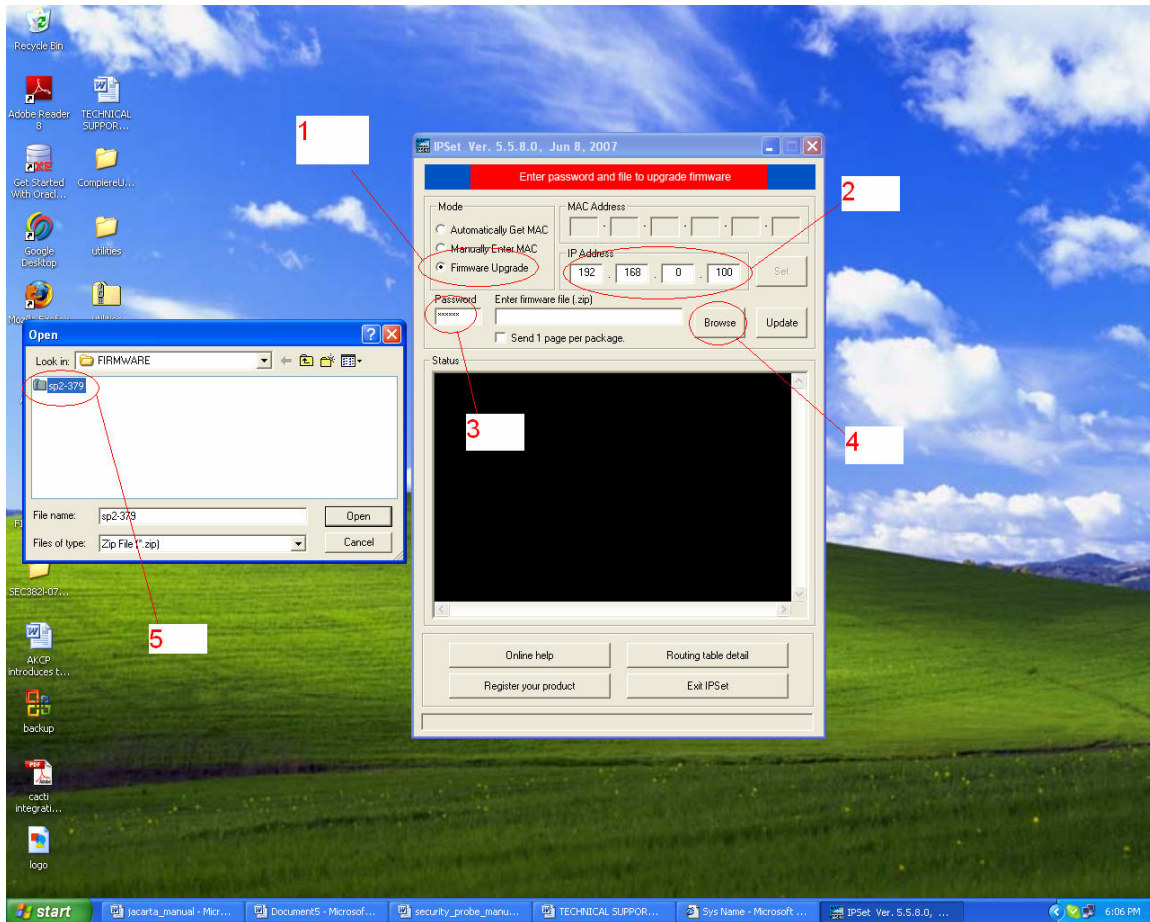 Recycle Bin
Adobe Reader 8
TECHNICAL SUPPOR...
Get Started With Oracl...
CompiereU...
Google Desktop
utilities
1
IPSet Ver. 5.5.8.0, Jun 8, 2007
Enter password and file to upgrade firmware
2
Mode
MAC Address
Automatically Get MAC
Manually Enter MAC
Firmware Upgrade
IP Address
192 . 168 . 0 . 100
Set
Password
Enter firmware file (.zip)
xxxxxx
Browse
Update
Send 1 page per package.
Status
3
4
Open
Look in: FIRMWARE
sp2-379
File name: sp2-379
Open
Files of type: Zip File (*.zip)
Cancel
5
SEC382I-07...
AKCP introduces t...
backup
PDF
Adobe
cacti integrati...
logo
Online help
Routing table detail
Register your product
Exit IPSet
start
jacarta_manual - Micr...
Document5 - Microsof...
security_probe_manu...
TECHNICAL SUPPOR...
Sys Name - Microsoft ...
IPSet Ver. 5.5.8.0, ...
6:06 PM